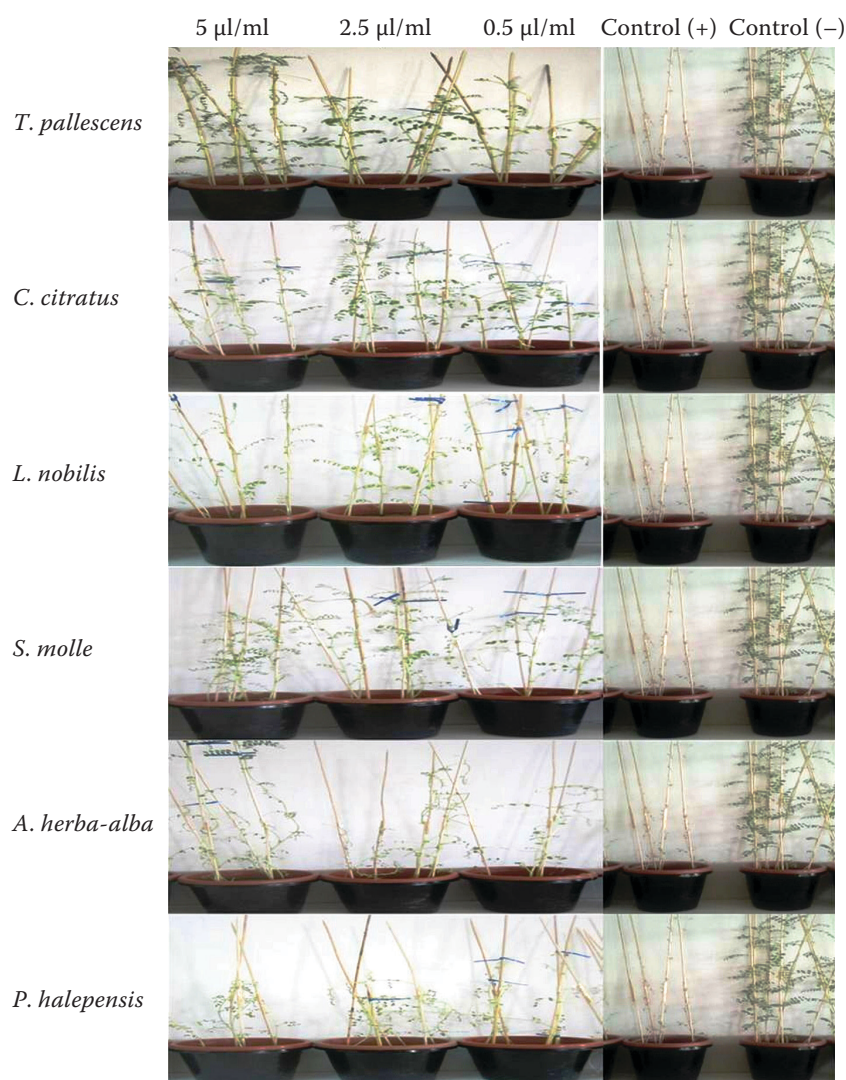 5 µl/ml 2.5 µl/ml 0.5 µl/ml Control (+) Control (–)
T. pallescens
C. citratus
L. nobilis
S. molle
A. herba-alba
P. halepensis